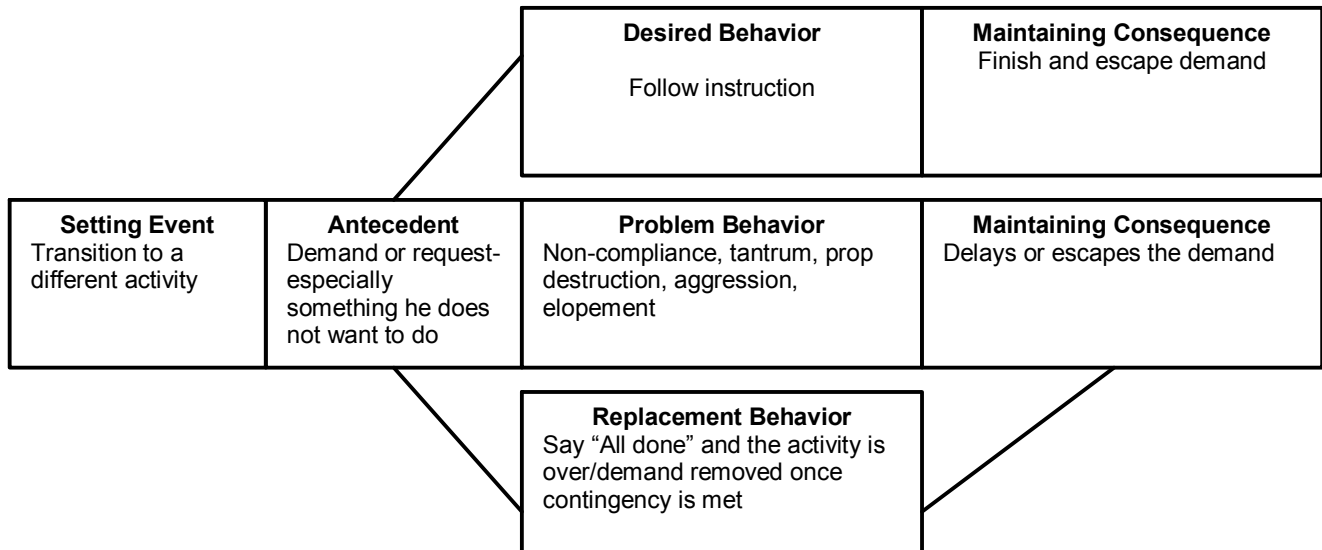 Desired Behavior
Follow instruction
Maintaining Consequence
Finish and escape demand
Setting Event
Transition to a
different activity
Antecedent
Demand or request-
especially
something he does
not want to do
Problem Behavior
Non-compliance, tantrum, prop
destruction, aggression,
elopement
Maintaining Consequence
Delays or escapes the demand
Replacement Behavior
Say “All done” and the activity is
over/demand removed once
contingency is met